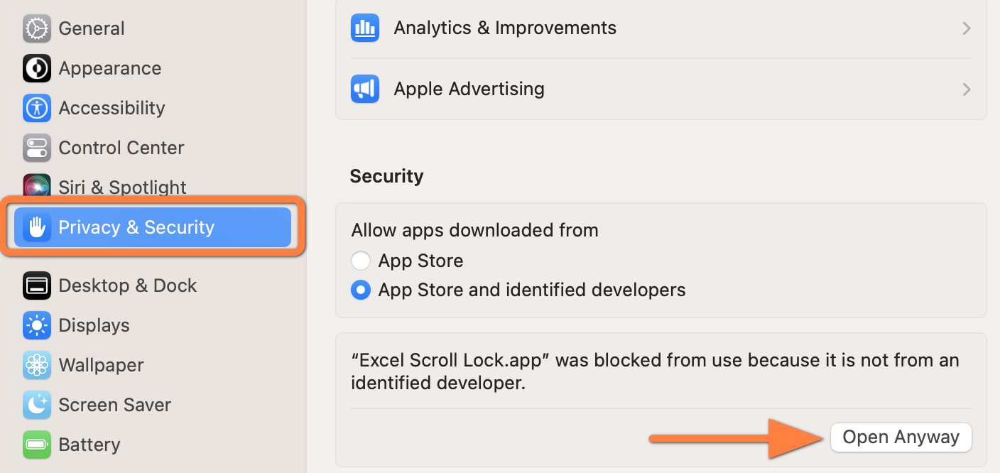 General
Appearance
Accessibility
Control Center
Siri & Spotlight
Privacy & Security
Desktop & Dock
Displays
Wallpaper
Screen Saver
Battery
Analytics & Improvements
Apple Advertising
Security
Allow apps downloaded from
App Store
App Store and identified developers
“Excel Scroll Lock.app” was blocked from use because it is not from an
identified developer.
Open Anyway